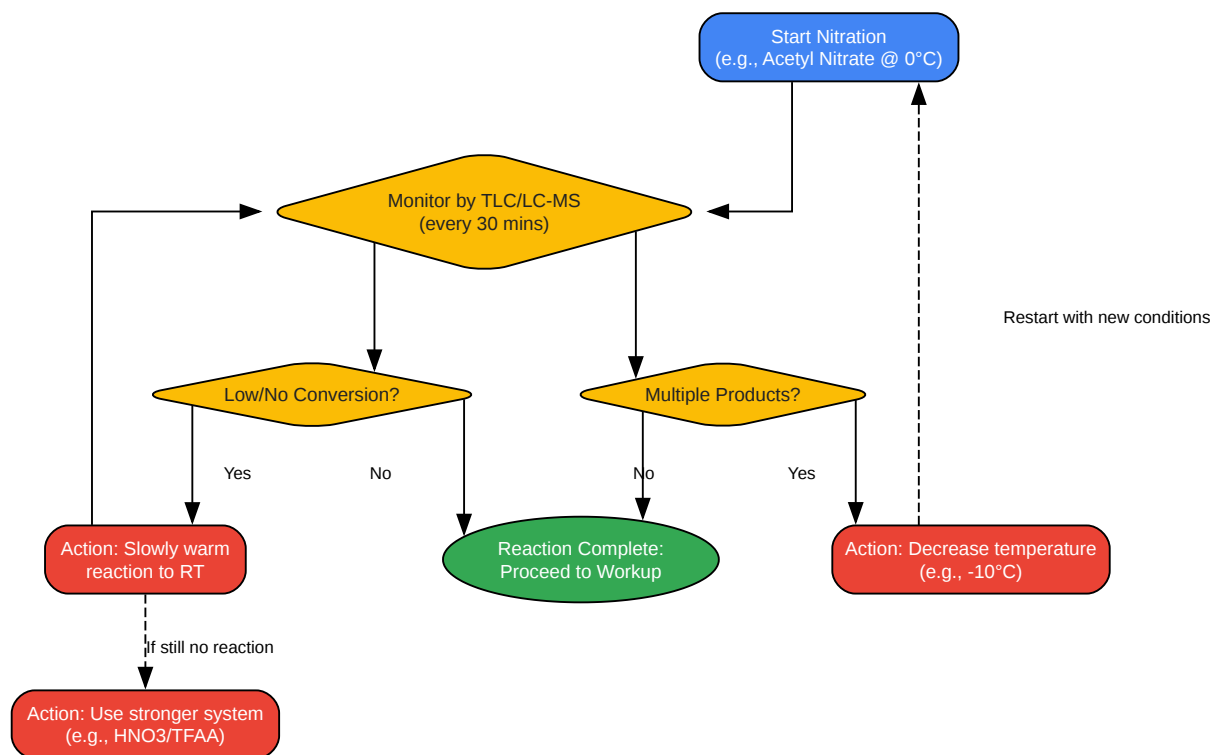 Start Nitration
(e.g., Acetyl Nitrate @ 0°C)
Monitor by TLC/LC-MS
(every 30 mins)
Restart with new conditions
Low/No Conversion?
Multiple Products?
Yes
No
No
Yes
Action: Slowly warm
reaction to RT
Reaction Complete:
Proceed to Workup
Action: Decrease temperature
(e.g., -10°C)
If still no reaction
Action: Use stronger system
(e.g., HNO3/TFAA)